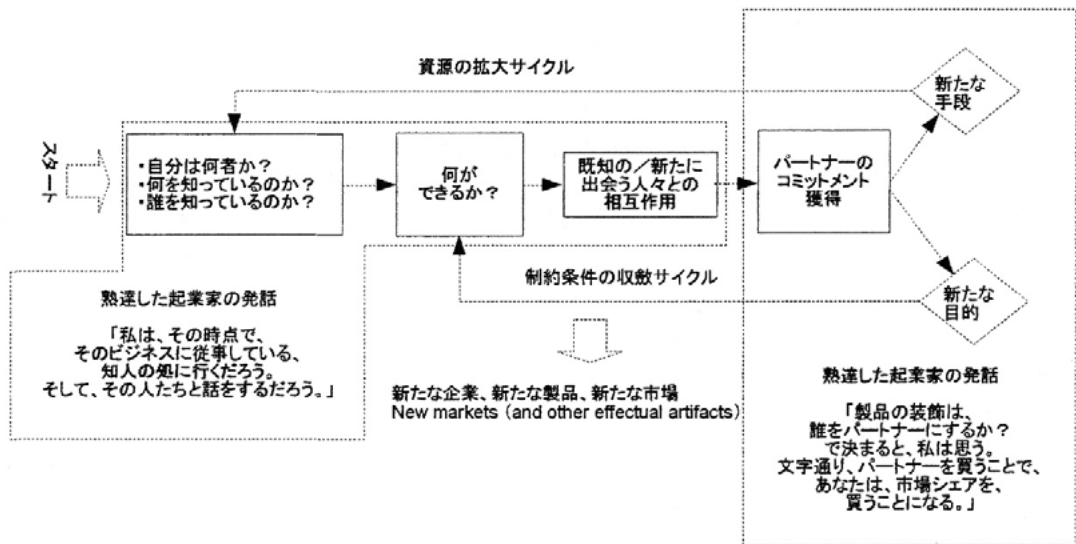 資源の拡大サイクル
新たな
手段
スタート
・自分は何者か?
・何を知っているのか?
・誰を知っているのか?
何が
できるか?
既知の／新たに
出会う人々との
相互作用
パートナーの
コミットメント
獲得
制約条件の収斂サイクル
新たな
目的
熟達した起業家の発話
「私は、その時点で、
そのビジネスに従事している、
知人の処に行くだろう。
そして、その人たちと話をするだろう。」
新たな企業、新たな製品、新たな市場
New markets (and other effectual artifacts)
熟達した起業家の発話
「製品の装飾は、
誰をパートナーにするか?
で決まると、私は思う。
文字通り、パートナーを買うことで、
あなたは、市場シェアを、
買うことになる。」